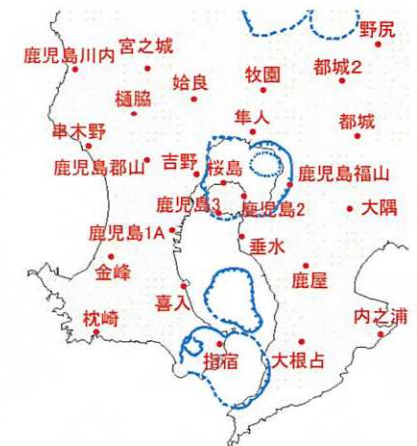 野尻
宮之城
鹿児島川内
都城2
牧園
姶良
樋脇
隼人
都城
串木野
吉野
鹿児島郡山
桜島
鹿児島福山
鹿児島3
鹿児島2
大隅
鹿児島1A
垂水
金峰
鹿屋
喜入
内之浦
枕崎
指宿
大根占